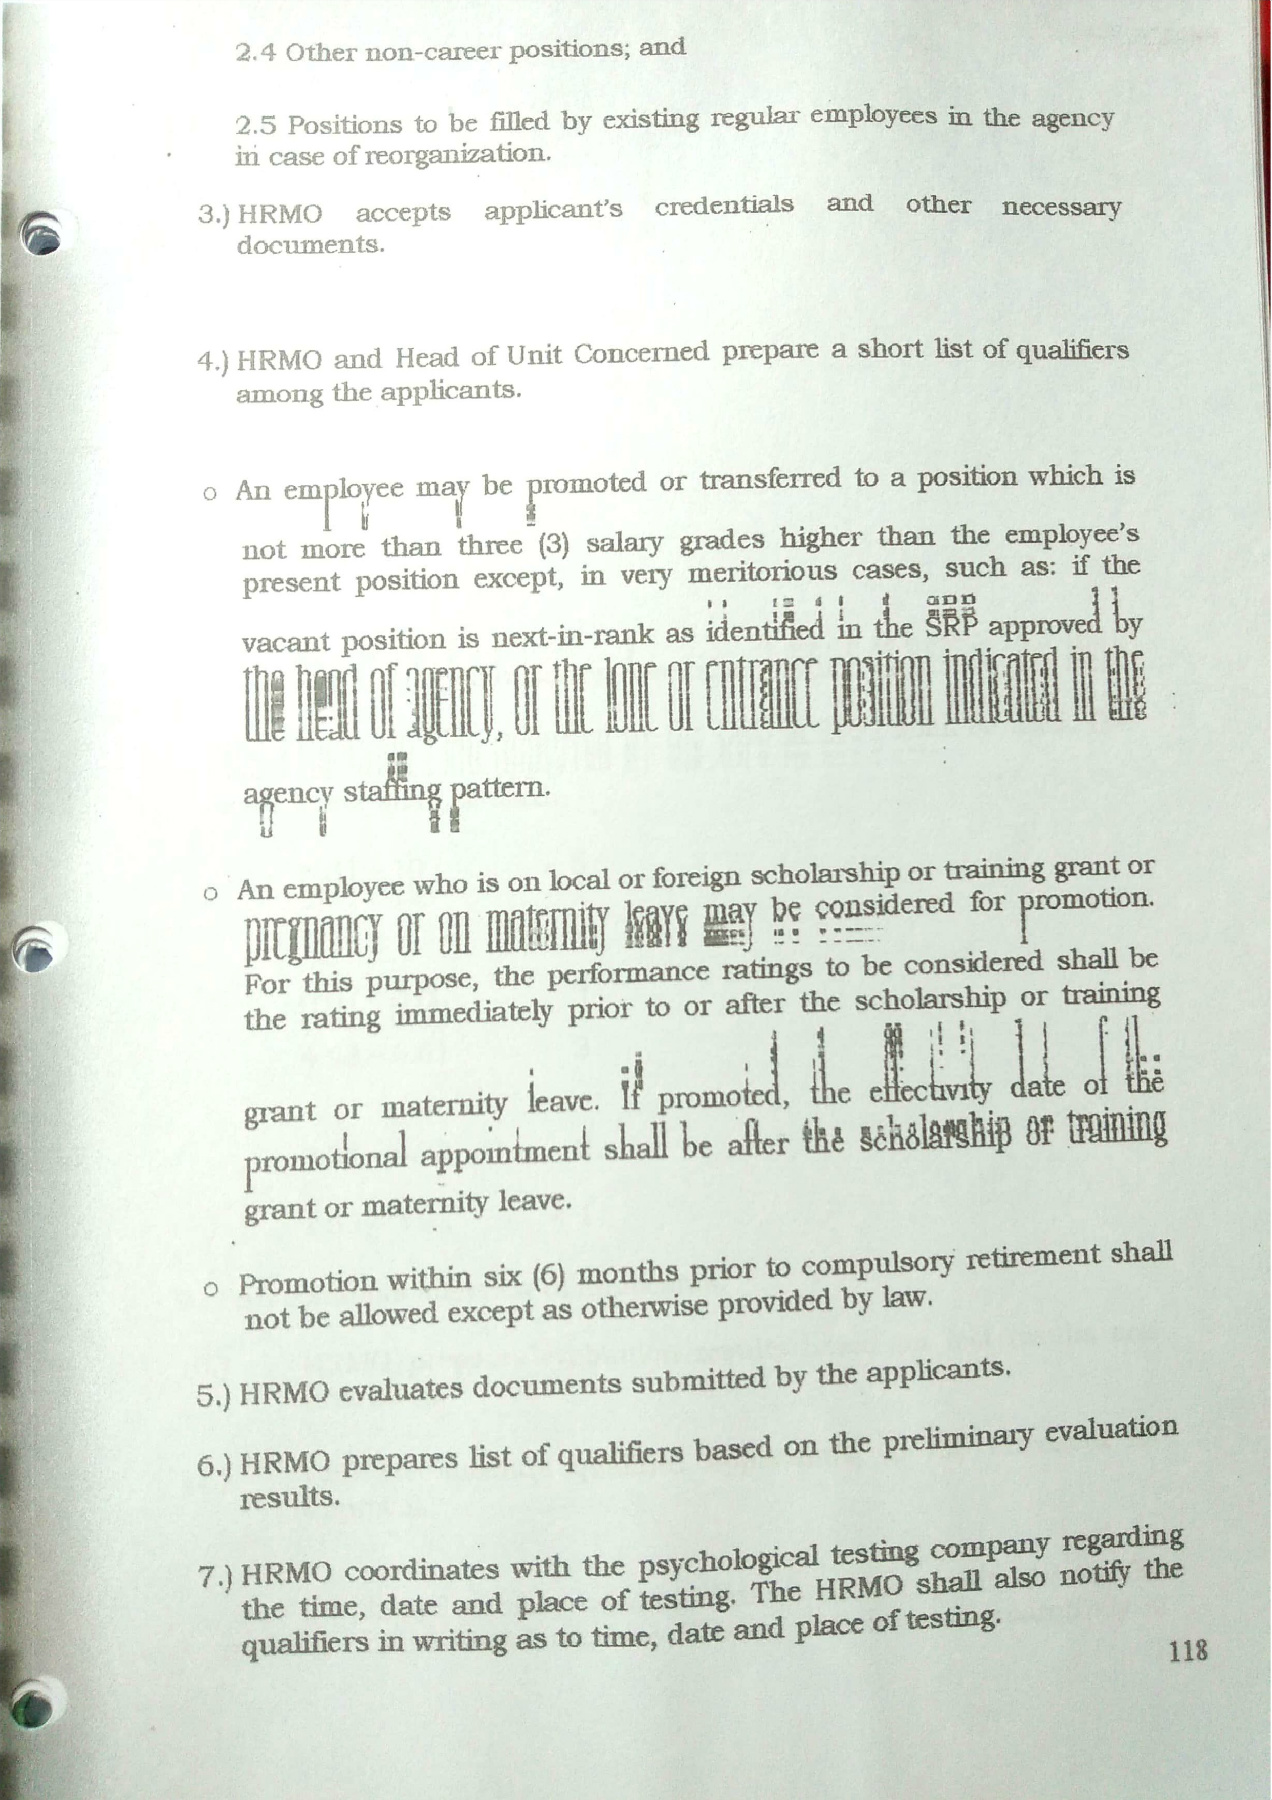 2.4 Other non-career positions; and
2.5 Positions to be filled by existing regular employees in the agency
in case of reorganization.
3.) HRMO accepts applicant's credentials and other necessary
documents.
4.) HRMO and Head of Unit Concerned prepare a short list of qualifiers
among the applicants.
o An employee may be promoted or transferred to a position which is
not more than three (3) salary grades higher than the employee's
present position except, in very meritorious cases, such as: if the
vacant position is next-in-rank as identified in the SRP approved by
the head of agency, or the lone or entrance position indicated in the
agency staffing pattern.
o An employee who is on local or foreign scholarship or training grant or
pregnancy or on maternity leave may be considered for promotion.
For this purpose, the performance ratings to be considered shall be
the rating immediately prior to or after the scholarship or training
grant or maternity leave. If promoted, the effectivity date of the
promotional appointment shall be after the scholarship or training
grant or maternity leave.
o Promotion within six (6) months prior to compulsory retirement shall
not be allowed except as otherwise provided by law.
5.) HRMO evaluates documents submitted by the applicants.
6.) HRMO prepares list of qualifiers based on the preliminary evaluation
results.
7.) HRMO coordinates with the psychological testing company regarding
the time, date and place of testing. The HRMO shall also notify the
qualifiers in writing as to time, date and place of testing.
118